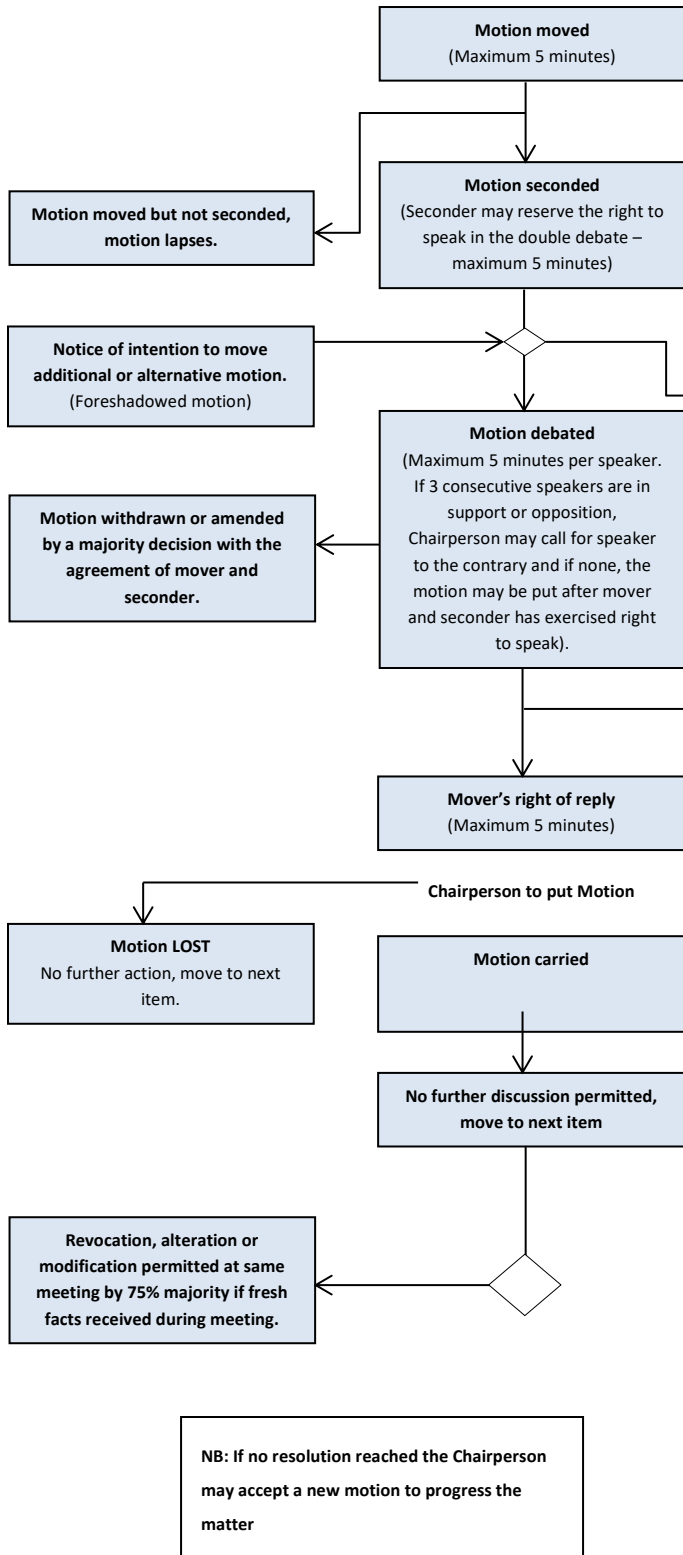 Motion moved
(Maximum 5 minutes)
Motion seconded
(Seconder may reserve the right to
speak in the double debate –
maximum 5 minutes)
Motion moved but not seconded,
motion lapses.
Notice of intention to move
additional or alternative motion.
(Foreshadowed motion)
Motion debated
(Maximum 5 minutes per speaker.
If 3 consecutive speakers are in
support or opposition,
Chairperson may call for speaker
to the contrary and if none, the
motion may be put after mover
and seconder has exercised right
to speak).
Motion withdrawn or amended
by a majority decision with the
agreement of mover and
seconder.
Mover’s right of reply
(Maximum 5 minutes)
Chairperson to put Motion
Motion LOST
No further action, move to next
item.
Motion carried
No further discussion permitted,
move to next item
Revocation, alteration or
modification permitted at same
meeting by 75% majority if fresh
facts received during meeting.
NB: If no resolution reached the Chairperson
may accept a new motion to progress the
matter